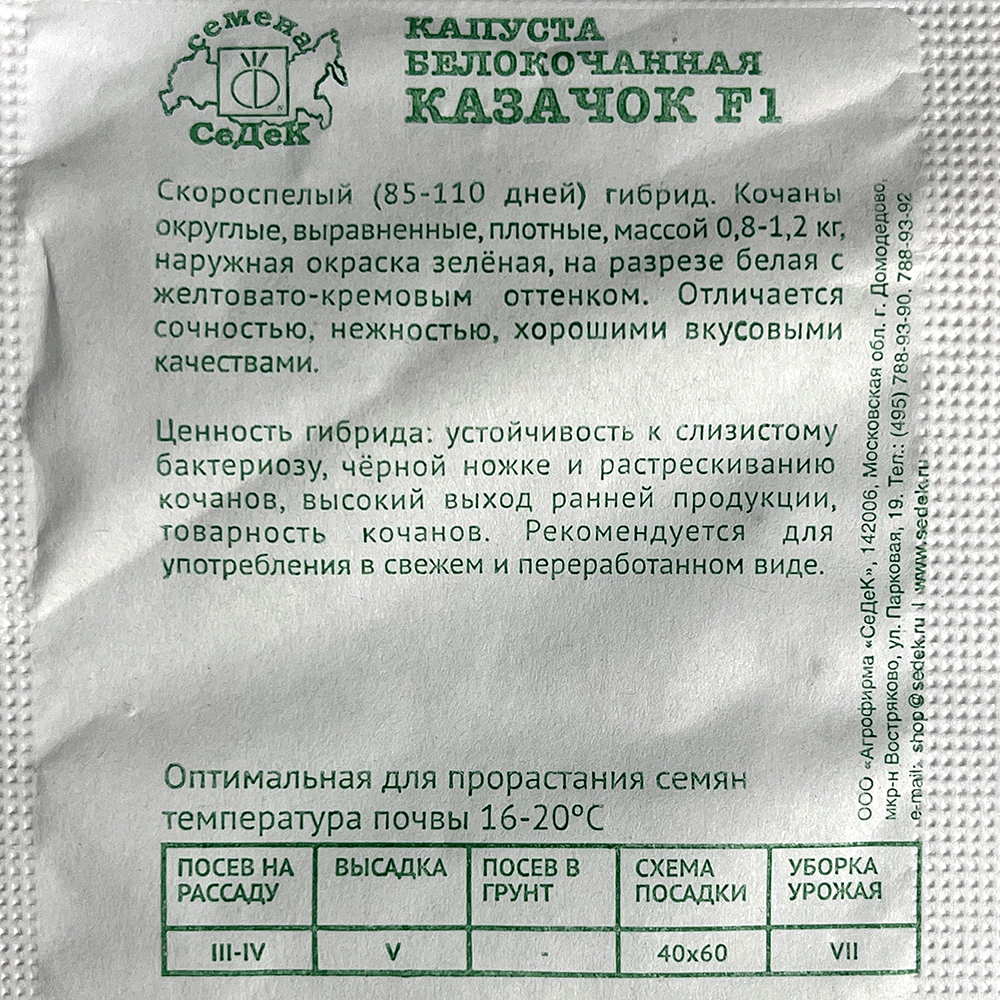 семена
СеДеК
КАПУСТА
БЕЛОКОЧАННАЯ
КАЗАЧОК F1
Скороспелый (85-110 дней) гибрид. Кочаны
округлые, выравненные, плотные, массой 0,8-1,2 кг,
наружная окраска зелёная, на разрезе белая с
желтовато-кремовым оттенком. Отличается
сочностью, нежностью, хорошими вкусовыми
качествами.
Ценность гибрида: устойчивость к слизистому
бактериозу, чёрной ножке и растрескиванию
кочанов, высокий выход ранней продукции,
товарность кочанов. Рекомендуется для
употребления в свежем и переработанном виде.
ООО «Агрофирма «СеДеК», 142006, Московская обл. г. Домодедово,
мкр-н Востряково, ул. Парковая, 19. Тел.: (495) 788-93-90, 788-93-92
e-mail: shop@sedek.ru | www.sedek.ru
Оптимальная для прорастания семян
температура почвы 16-20°С
ПОСЕВ НА РАССАДУ ВЫСАДКА ПОСЕВ В ГРУНТ СХЕМА ПОСАДКИ УБОРКА УРОЖАЯ
III-IV V - 40x60 VII